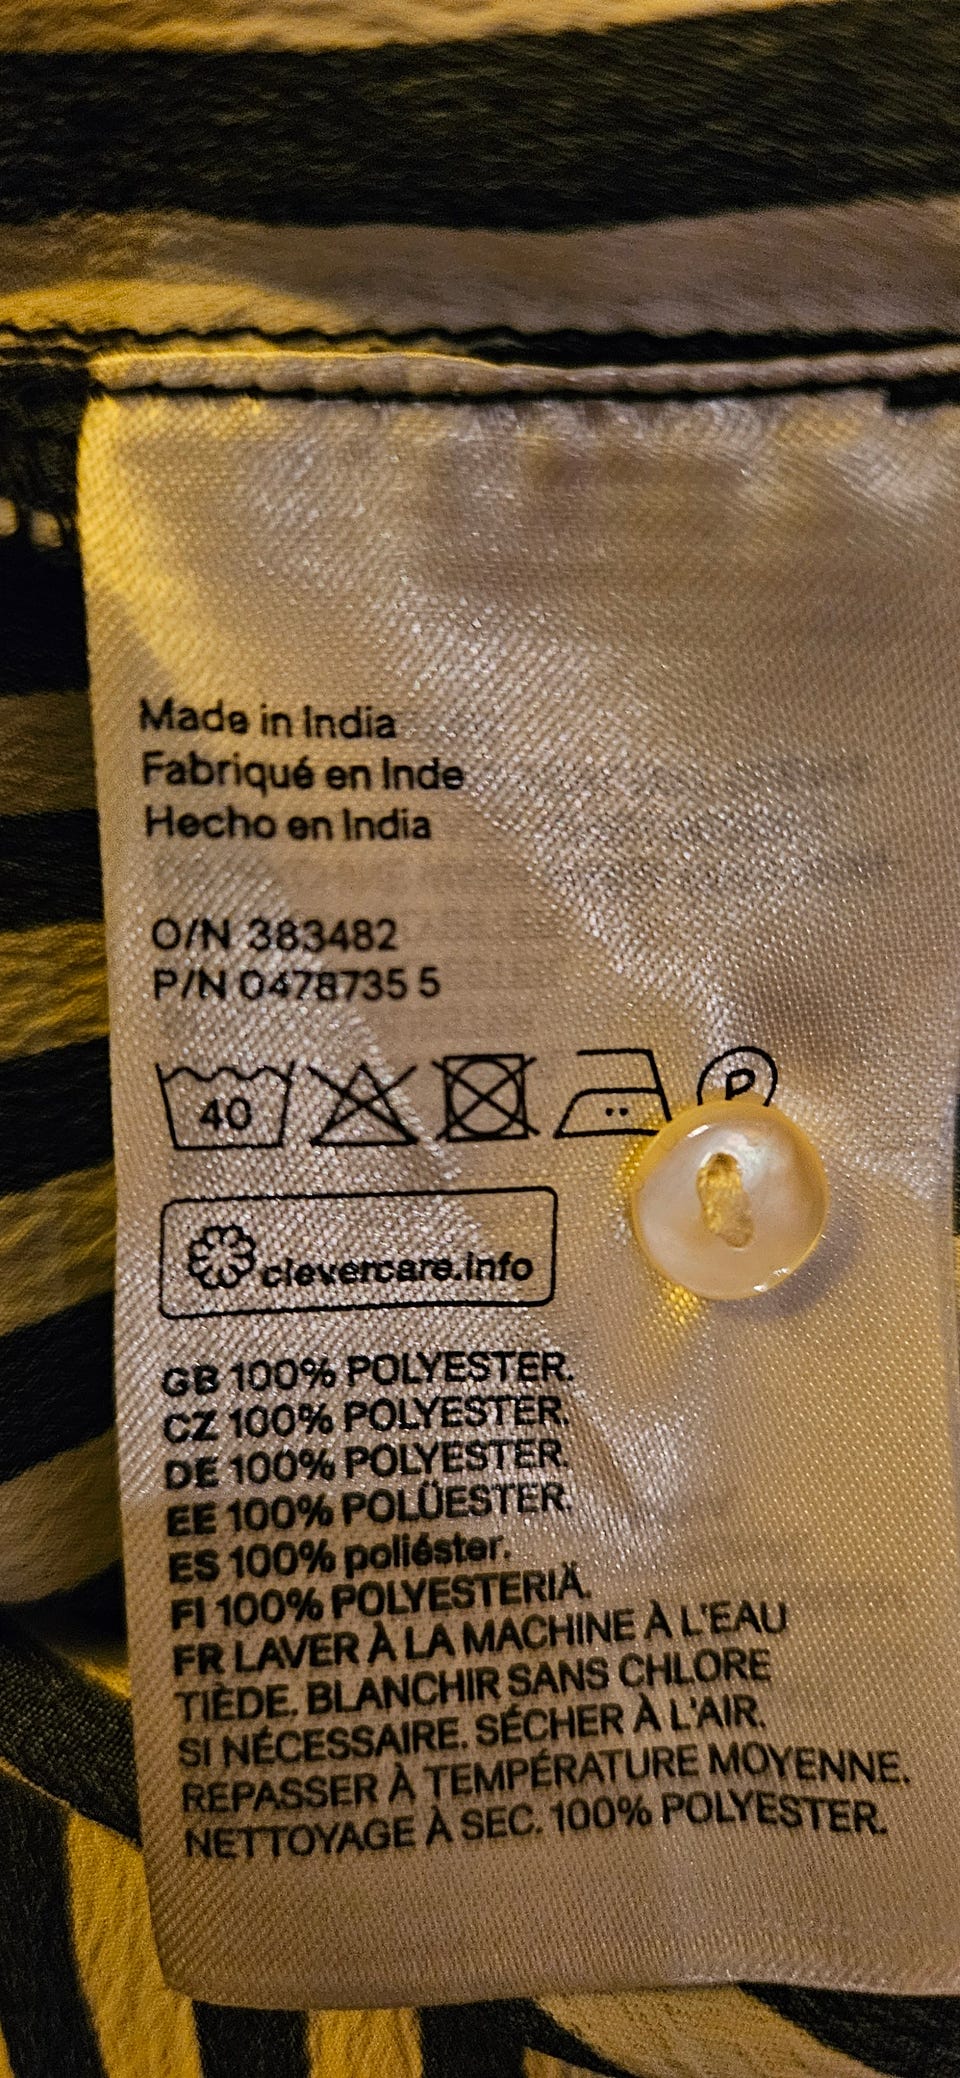 Made in India
Fabriqué en Inde
Hecho en India
O/N 383482
P/N 0478735 5
40
P
clevercare.info
GB 100% POLYESTER.
CZ 100% POLYESTER.
DE 100% POLYESTER.
EE 100% POLÜESTER.
ES 100% poliéster.
FI 100% POLYESTERIÄ.
FR LAVER À LA MACHINE À L'EAU
TIÈDE. BLANCHIR SANS CHLORE
SI NÉCESSAIRE. SÉCHER À L'AIR.
REPASSER À TEMPÉRATURE MOYENNE.
NETTOYAGE À SEC. 100% POLYESTER.